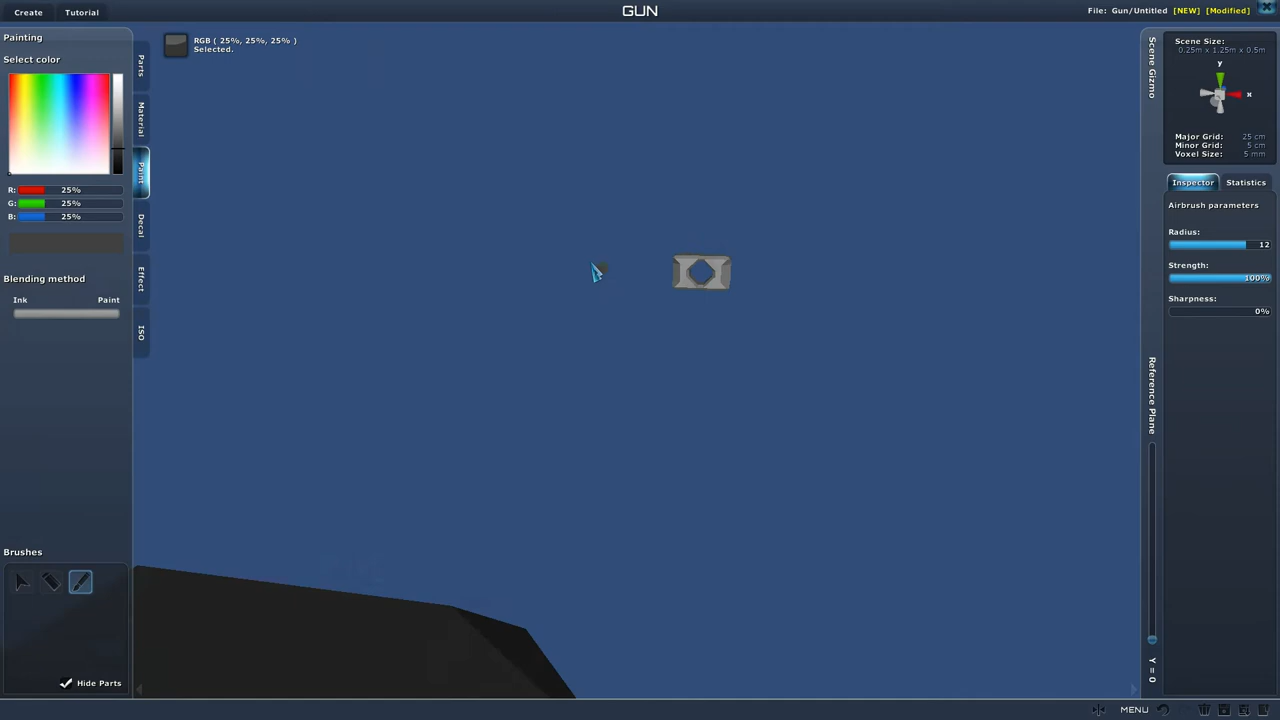 Create
Tutorial
GUN
File: Gun/Untitled [NEW] [Modified]
Painting
Select color
R: 25%
G: 25%
B: 25%
Blending method
Ink Paint
Brushes
Hide Parts
Parts
Material
Paint
Decal
Effect
ISO
RGB ( 25%, 25%, 25% )
Selected.
Scene Gizmo
Scene Size:
0.25m x 1.25m x 0.5m
y
x
Major Grid: 25 cm
Minor Grid: 5 cm
Voxel Size: 5 mm
Inspector Statistics
Airbrush parameters
Radius:
12
Strength:
100%
Sharpness:
0%
Reference Plane
Y = 0
MENU